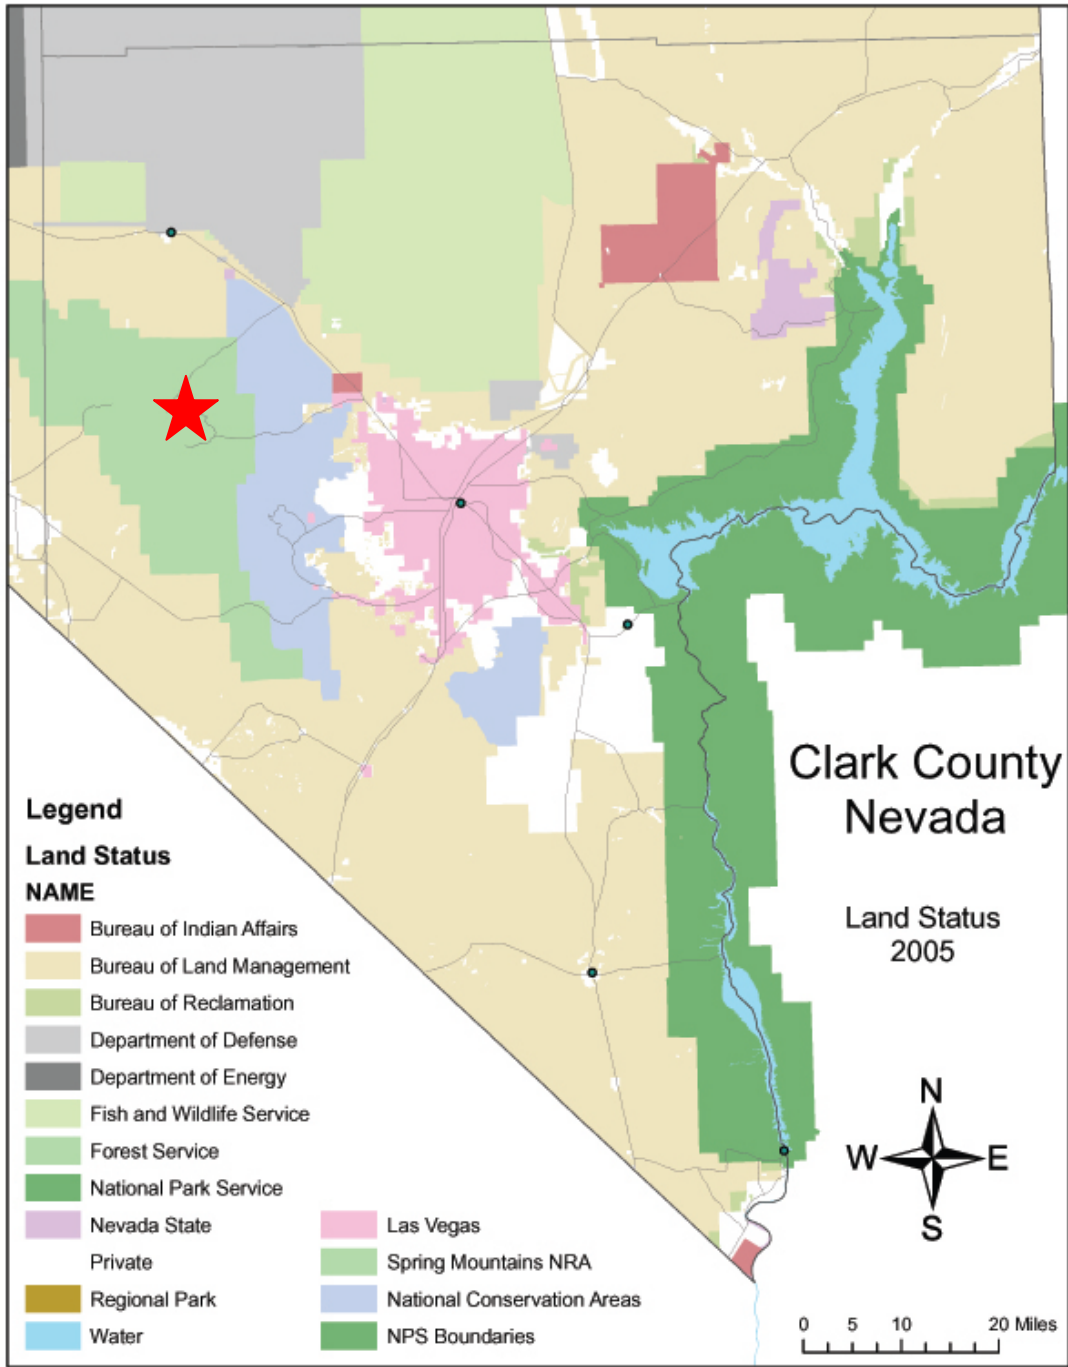 Clark County
Nevada
Land Status
2005
Legend
Land Status
NAME
Bureau of Indian Affairs
Bureau of Land Management
Bureau of Reclamation
Department of Defense
Department of Energy
Fish and Wildlife Service
Forest Service
National Park Service
Nevada State
Private
Regional Park
Water
Las Vegas
Spring Mountains NRA
National Conservation Areas
NPS Boundaries
N
W E
S
0 5 10 20 Miles